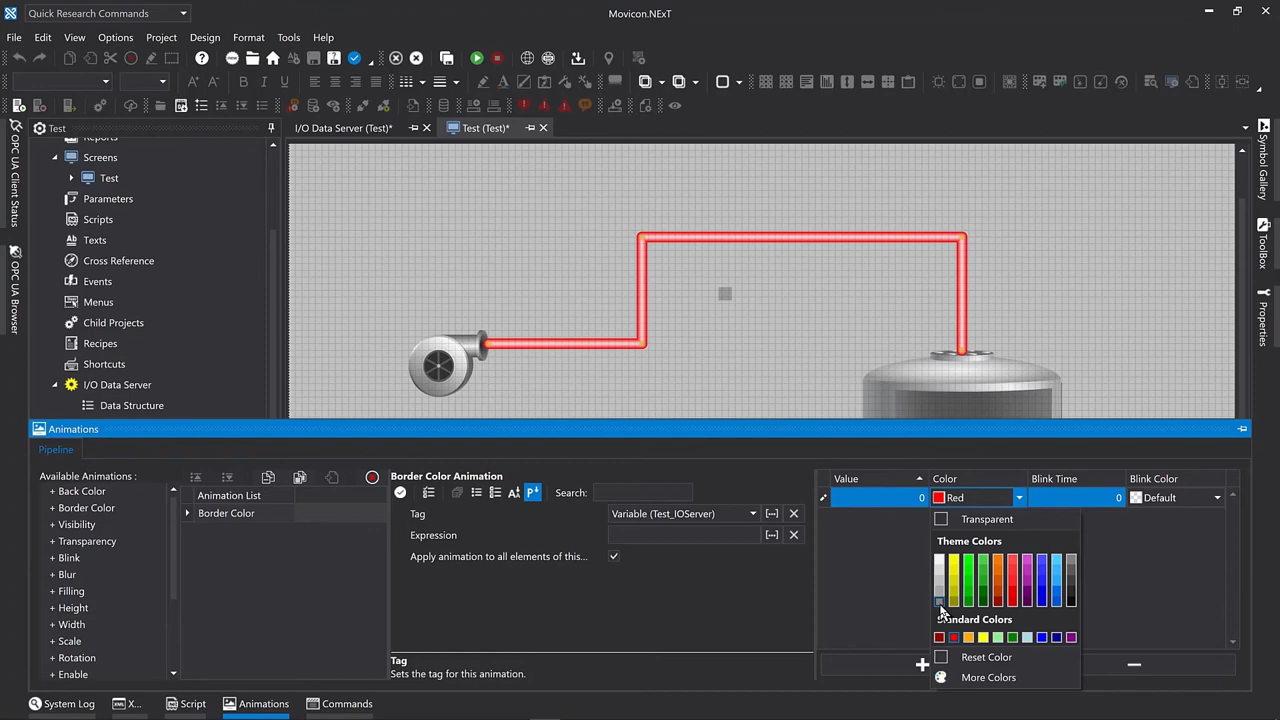 Quick Research Commands
Movicon.NExT
File Edit View Options Project Design Format Tools Help
Test
I/O Data Server (Test)*
Test (Test)*
OPC UA Client Status
OPC UA Browser
Reports
Screens
Test
Parameters
Scripts
Texts
Cross Reference
Events
Menus
Child Projects
Recipes
Shortcuts
I/O Data Server
Data Structure
Symbol Gallery
ToolBox
Properties
Animations
Pipeline
Available Animations :
+ Back Color
+ Border Color
+ Visibility
+ Transparency
+ Blink
+ Blur
+ Filling
+ Height
+ Width
+ Scale
+ Rotation
+ Enable
Animation List
Border Color
Border Color Animation
Search:
Tag Variable (Test_IOServer)
Expression
Apply animation to all elements of this...
Tag
Sets the tag for this animation.
Value Color Blink Time Blink Color
0 Red 0 Default
Transparent
Theme Colors
Standard Colors
Reset Color
More Colors
System Log X... Script Animations Commands